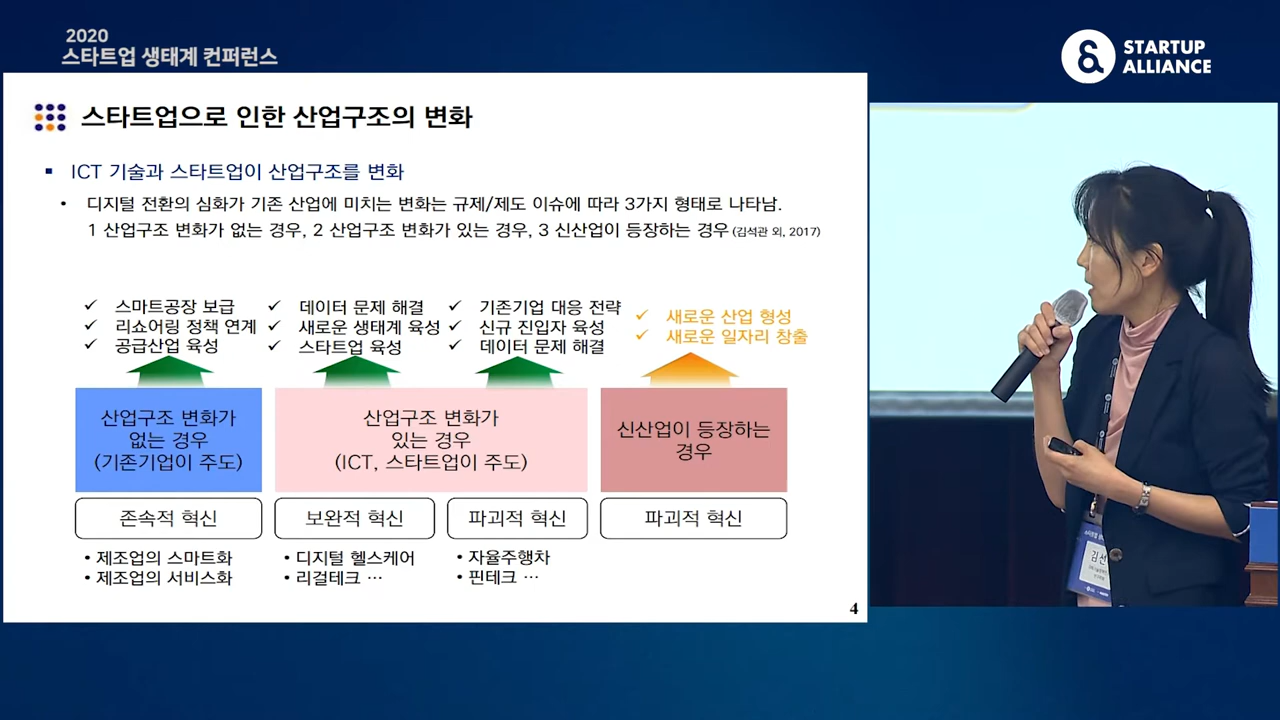 2020
스타트업 생태계 컨퍼런스
STARTUP
ALLIANCE
스타트업으로 인한 산업구조의 변화
▪ ICT 기술과 스타트업이 산업구조를 변화
• 디지털 전환의 심화가 기존 산업에 미치는 변화는 규제/제도 이슈에 따라 3가지 형태로 나타남.
1 산업구조 변화가 없는 경우, 2 산업구조 변화가 있는 경우, 3 신산업이 등장하는 경우 (김석관 외, 2017)
✓ 스마트공장 보급
✓ 리쇼어링 정책 연계
✓ 공급산업 육성
✓ 데이터 문제 해결
✓ 새로운 생태계 육성
✓ 스타트업 육성
✓ 기존기업 대응 전략
✓ 신규 진입자 육성
✓ 데이터 문제 해결
✓ 새로운 산업 형성
✓ 새로운 일자리 창출
산업구조 변화가
없는 경우
(기존기업이 주도)
산업구조 변화가
있는 경우
(ICT, 스타트업이 주도)
신산업이 등장하는
경우
존속적 혁신
보완적 혁신
파괴적 혁신
파괴적 혁신
• 제조업의 스마트화
• 제조업의 서비스화
• 디지털 헬스케어
• 리걸테크 …
• 자율주행차
• 핀테크 …
4
김선